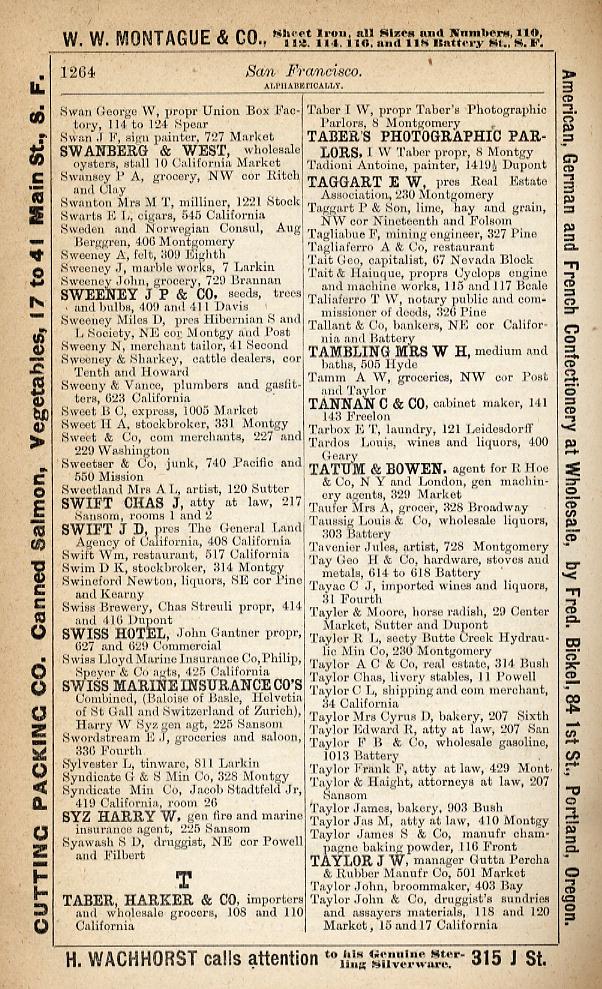 W. W. MONTAGUE & CO., Sheet Iron, all Sizes and Numbers, 110,
112, 114, 116, and 118 Battery St., S. F.
CUTTING PACKING CO. Canned Salmon, Vegetables, 17 to 41 Main St., S. F.
1264 San Francisco.
ALPHABETICALLY.
Swan George W, propr Union Box Fac-
tory, 114 to 124 Spear
Swan J F, sign painter, 727 Market
SWANBERG & WEST, wholesale
oysters, stall 10 California Market
Swansey P A, grocery, NW cor Ritch
and Clay
Swanton Mrs M T, milliner, 1221 Stock
Swarts E L, cigars, 545 California
Sweden and Norwegian Consul, Aug
Berggren, 406 Montgomery
Sweeney A, felt, 309 Eighth
Sweeney J, marble works, 7 Larkin
Sweeney John, grocery, 729 Brannan
SWEENEY J P & CO. seeds, trees
and bulbs, 409 and 411 Davis
Sweeney Miles D, pres Hibernian S and
L Society, NE cor Montgy and Post
Sweeny N, merchant tailor, 41 Second
Sweeney & Sharkey, cattle dealers, cor
Tenth and Howard
Sweeny & Vance, plumbers and gasfit-
ters, 623 California
Sweet B C, express, 1005 Market
Sweet H A, stockbroker, 331 Montgy
Sweet & Co, com merchants, 227 and
229 Washington
Sweetser & Co, junk, 740 Pacific and
550 Mission
Sweetland Mrs A L, artist, 120 Sutter
SWIFT CHAS J, atty at law, 217
Sansom, rooms 1 and 2
SWIFT J D, pres The General Land
Agency of California, 408 California
Swift Wm, restaurant, 517 California
Swim D K, stockbroker, 314 Montgy
Swineford Newton, liquors, SE cor Pine
and Kearny
Swiss Brewery, Chas Streuli propr, 414
and 416 Dupont
SWISS HOTEL, John Gantner propr,
627 and 629 Commercial
Swiss Lloyd Marine Insurance Co, Philip,
Speyer & Co agts, 425 California
SWISS MARINE INSURANCE CO'S
Combined, (Baloise of Basle, Helvetia
of St Gall and Switzerland of Zurich),
Harry W Syz gen agt, 225 Sansom
Swordstream E J, groceries and saloon,
336 Fourth
Sylvester L, tinware, 811 Larkin
Syndicate G & S Min Co, 328 Montgy
Syndicate Min Co, Jacob Stadtfeld Jr,
419 California, room 26
SYZ HARRY W. gen fire and marine
insurance agent, 225 Sansom
Syawash S D, druggist, NE cor Powell
and Filbert
T
TABER, HARKER & CO, importers
and wholesale grocers, 108 and 110
California
Taber I W, propr Taber's Photographic
Parlors, 8 Montgomery
TABER'S PHOTOGRAPHIC PAR-
LORS, I W Taber propr, 8 Montgy
Tadioni Antoine, painter, 1419½ Dupont
TAGGART E W, pres Real Estate
Association, 230 Montgomery
Taggart P & Son, lime, hay and grain,
NW cor Nineteenth and Folsom
Tagliabue F, mining engineer, 327 Pine
Tagliaferro A & Co, restaurant
Tait Geo, capitalist, 67 Nevada Block
Tait & Hainque, proprs Cyclops engine
and machine works, 115 and 117 Beale
Taliaferro T W, notary public and com-
missioner of deeds, 326 Pine
Tallant & Co, bankers, NE cor Califor-
nia and Battery
TAMBLING MRS W H, medium and
baths, 505 Hyde
Tamm A W, groceries, NW cor Post
and Taylor
TANNAN C & CO, cabinet maker, 141
143 Freelon
Tarbox E T, laundry, 121 Leidesdorff
Tardos Louis, wines and liquors, 400
Geary
TATUM & BOWEN. agent for R Hoe
& Co, N Y and London, gen machin-
ery agents, 329 Market
Taufer Mrs A, grocer, 328 Broadway
Taussig Louis & Co, wholesale liquors,
303 Battery
Tavenier Jules, artist, 728 Montgomery
Tay Geo H & Co, hardware, stoves and
metals, 614 to 618 Battery
Tayac C J, imported wines and liquors,
31 Fourth
Tayler & Moore, horse radish, 29 Center
Market, Sutter and Dupont
Taylor R L, secty Butte Creek Hydrau-
lic Min Co, 230 Montgomery
Taylor A C & Co, real estate, 314 Bush
Taylor Chas, livery stables, 11 Powell
Taylor C L, shipping and com merchant,
34 California
Taylor Mrs Cyrus D, bakery, 207 Sixth
Taylor Edward R, atty at law, 207 San
Taylor F B & Co, wholesale gasoline,
1013 Battery
Taylor Frank F, atty at law, 429 Mont.
Taylor & Haight, attorneys at law, 207
Sansom
Taylor James, bakery, 903 Bush
Taylor Jas M, atty at law, 410 Montgy
Taylor James S & Co, manufr cham-
pagne baking powder, 116 Front
TAYLOR J W, manager Gutta Percha
& Rubber Manufr Co, 501 Market
Taylor John, broommaker, 403 Bay
Taylor John & Co, druggist's sundries
and assayers materials, 118 and 120
Market, 15 and 17 California
American, German and French Confectionery at Wholesale, by Fred. Bickel, 84 1st St., Portland, Oregon.
H. WACHHORST calls attention to his Genuine Ster-
ling Silverware. 315 J St.